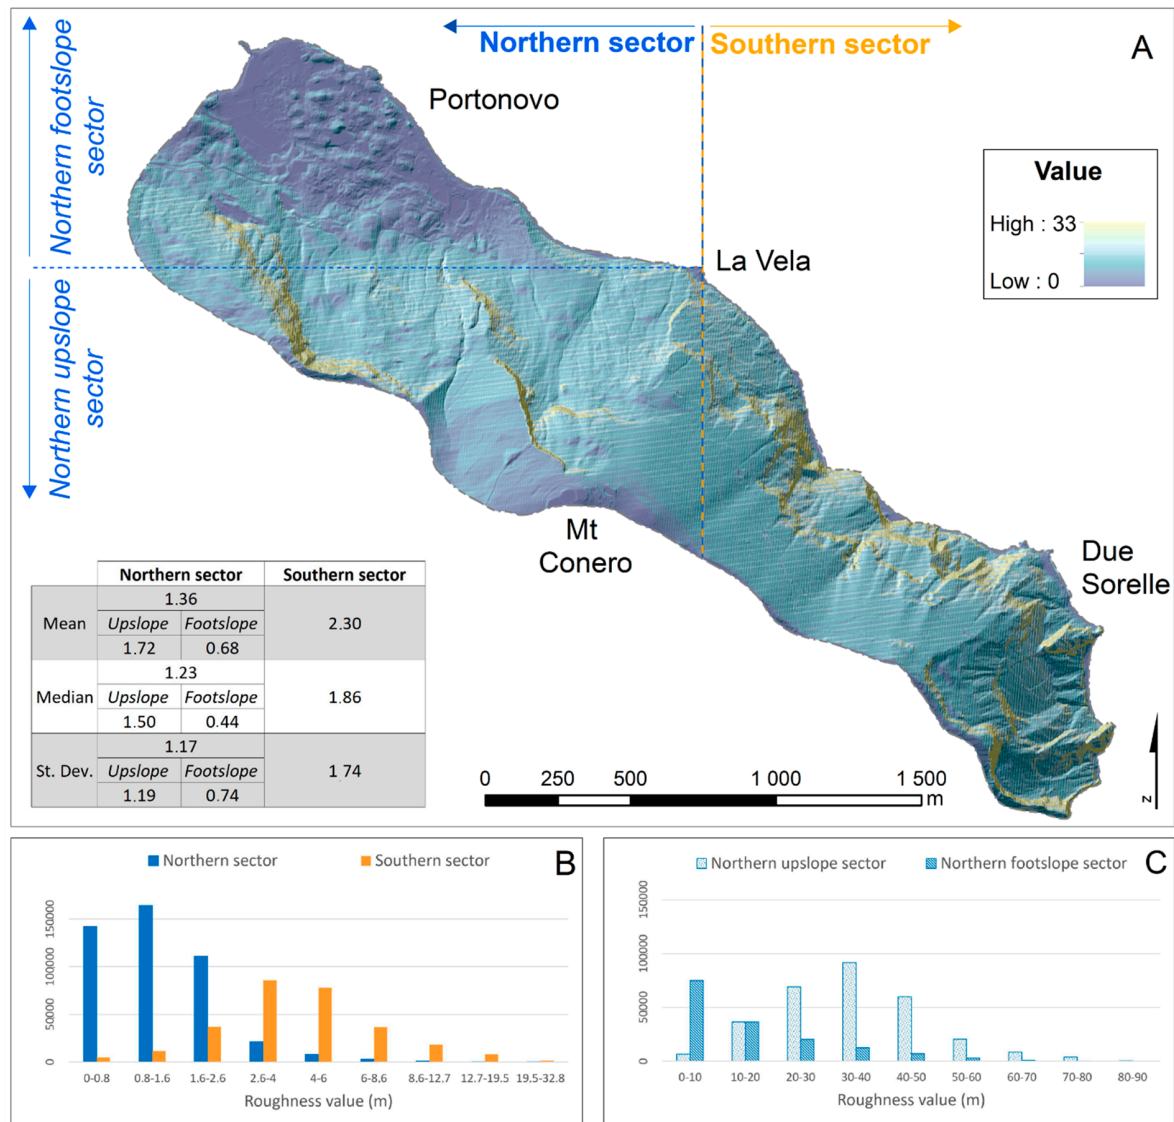 Northern sector Southern sector
A
Northern footslope
sector
Portonovo
Value
High : 33
Low : 0
La Vela
Northern upslope
sector
Mt
Conero
Due
Sorelle
Northern sector Southern sector
Mean 1.36 2.30
Upslope Footslope
1.72 0.68
Median 1.23 1.86
Upslope Footslope
1.50 0.44
St. Dev. 1.17 1 74
Upslope Footslope
1.19 0.74
0 250 500 1 000 1 500
m
N
Northern sector Southern sector
B
150000
100000
50000
0
0-0.8 0.8-1.6 1.6-2.6 2.6-4 4-6 6-8,6 8,6-12.7 12.7-19.5 19.5-32.8
Roughness value (m)
Northern upslope sector Northern footslope sector
C
150000
100000
50000
0
0-10 10-20 20-30 30-40 40-50 50-60 60-70 70-80 80-90
Roughness value (m)